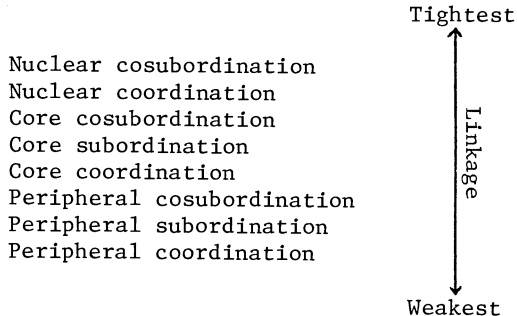 Tightest
Nuclear cosubordination
Nuclear coordination
Core cosubordination
Core subordination
Core coordination
Peripheral cosubordination
Peripheral subordination
Peripheral coordination
Linkage
Weakest